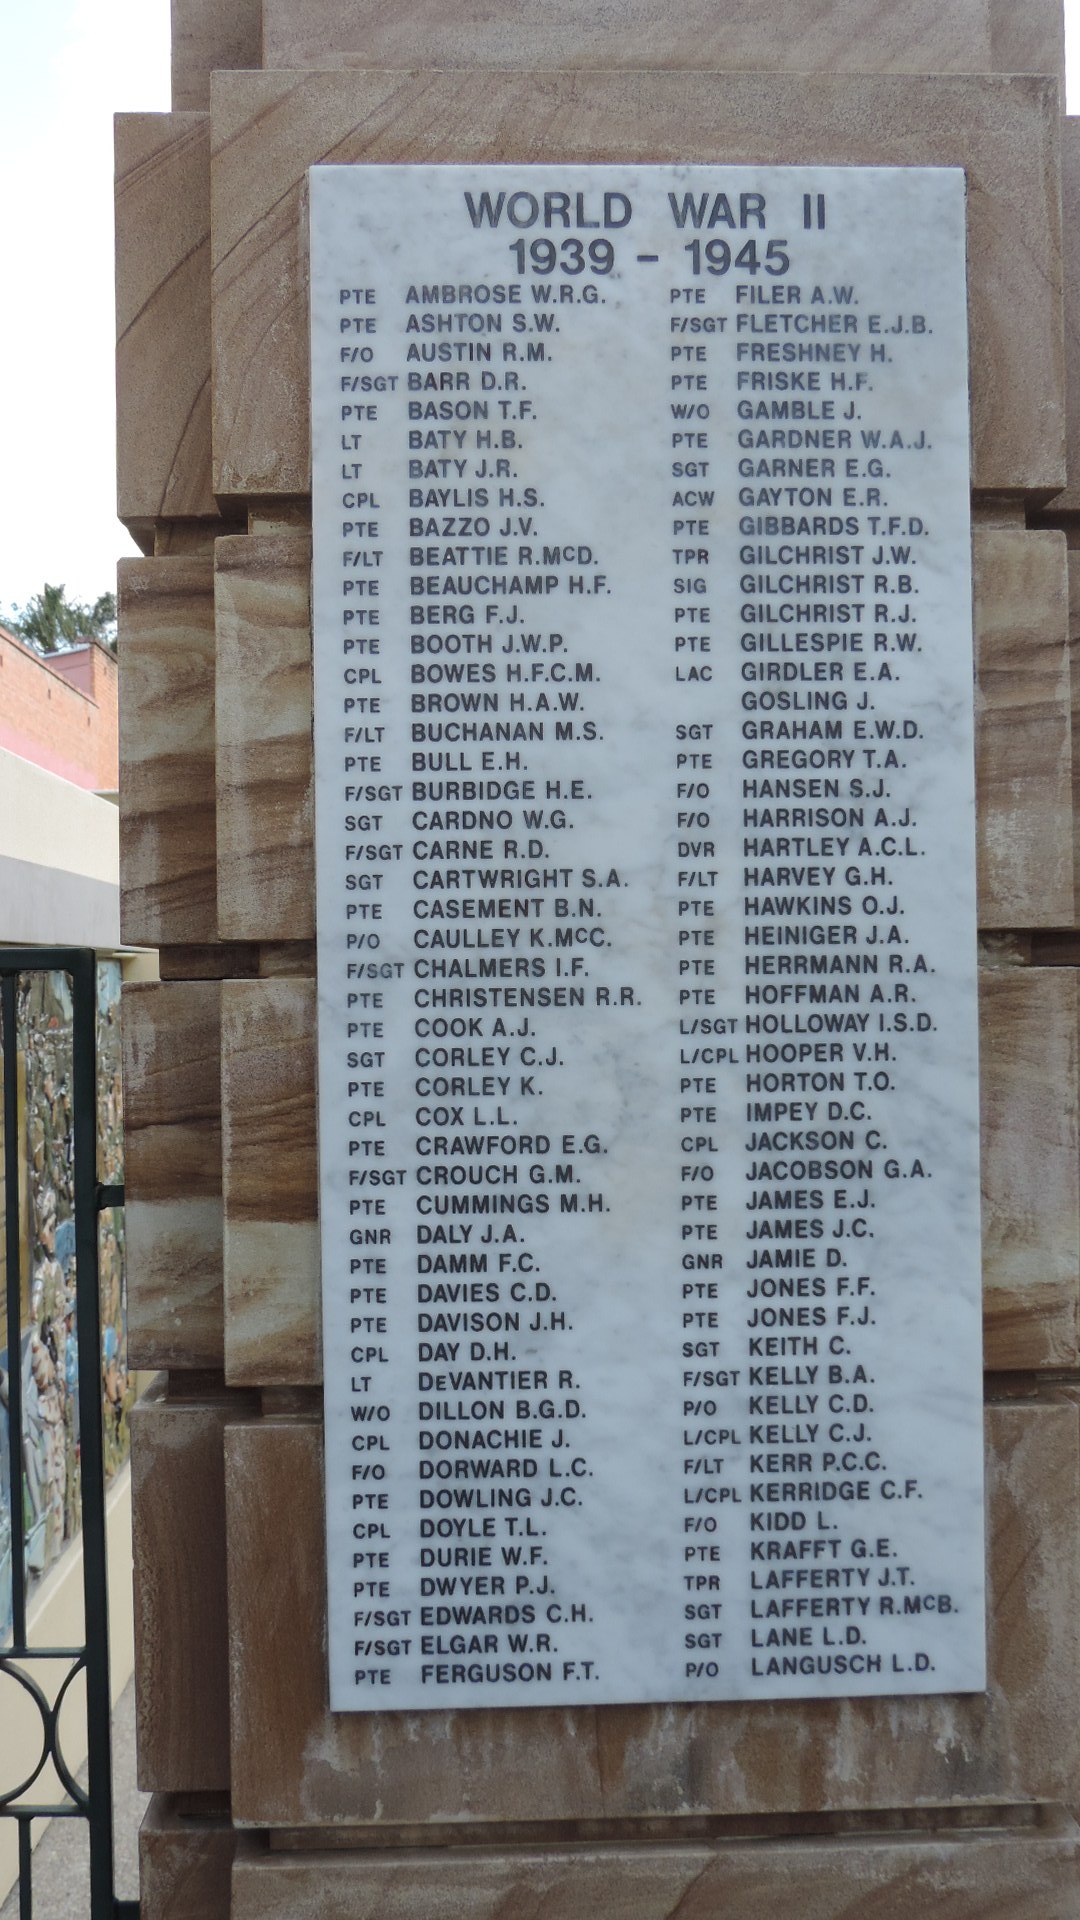 WORLD WAR II
1939 - 1945
PTE AMBROSE W.R.G.
PTE ASHTON S.W.
F/O AUSTIN R.M.
F/SGT BARR D.R.
PTE BASON T.F.
LT BATY H.B.
LT BATY J.R.
CPL BAYLIS H.S.
PTE BAZZO J.V.
F/LT BEATTIE R.McD.
PTE BEAUCHAMP H.F.
PTE BERG F.J.
PTE BOOTH J.W.P.
CPL BOWES H.F.C.M.
PTE BROWN H.A.W.
F/LT BUCHANAN M.S.
PTE BULL E.H.
F/SGT BURBIDGE H.E.
SGT CARDNO W.G.
F/SGT CARNE R.D.
SGT CARTWRIGHT S.A.
PTE CASEMENT B.N.
P/O CAULLEY K.McC.
F/SGT CHALMERS I.F.
PTE CHRISTENSEN R.R.
PTE COOK A.J.
SGT CORLEY C.J.
PTE CORLEY K.
CPL COX L.L.
PTE CRAWFORD E.G.
F/SGT CROUCH G.M.
PTE CUMMINGS M.H.
GNR DALY J.A.
PTE DAMM F.C.
PTE DAVIES C.D.
PTE DAVISON J.H.
CPL DAY D.H.
LT DeVANTIER R.
W/O DILLON B.G.D.
CPL DONACHIE J.
F/O DORWARD L.C.
PTE DOWLING J.C.
CPL DOYLE T.L.
PTE DURIE W.F.
PTE DWYER P.J.
F/SGT EDWARDS C.H.
F/SGT ELGAR W.R.
PTE FERGUSON F.T.
PTE FILER A.W.
F/SGT FLETCHER E.J.B.
PTE FRESHNEY H.
PTE FRISKE H.F.
W/O GAMBLE J.
PTE GARDNER W.A.J.
SGT GARNER E.G.
ACW GAYTON E.R.
PTE GIBBARDS T.F.D.
TPR GILCHRIST J.W.
SIG GILCHRIST R.B.
PTE GILCHRIST R.J.
PTE GILLESPIE R.W.
LAC GIRDLER E.A.
GOSLING J.
SGT GRAHAM E.W.D.
PTE GREGORY T.A.
F/O HANSEN S.J.
F/O HARRISON A.J.
DVR HARTLEY A.C.L.
F/LT HARVEY G.H.
PTE HAWKINS O.J.
PTE HEINIGER J.A.
PTE HERRMANN R.A.
PTE HOFFMAN A.R.
L/SGT HOLLOWAY I.S.D.
L/CPL HOOPER V.H.
PTE HORTON T.O.
PTE IMPEY D.C.
CPL JACKSON C.
F/O JACOBSON G.A.
PTE JAMES E.J.
PTE JAMES J.C.
GNR JAMIE D.
PTE JONES F.F.
PTE JONES F.J.
SGT KEITH C.
F/SGT KELLY B.A.
P/O KELLY C.D.
L/CPL KELLY C.J.
F/LT KERR P.C.C.
L/CPL KERRIDGE C.F.
F/O KIDD L.
PTE KRAFFT G.E.
TPR LAFFERTY J.T.
SGT LAFFERTY R.McB.
SGT LANE L.D.
P/O LANGUSCH L.D.